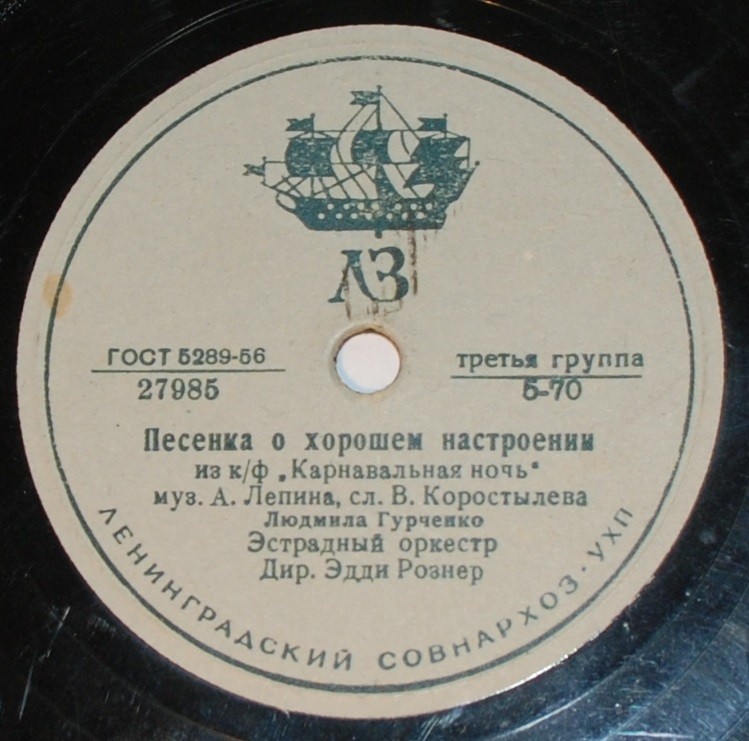 ЛЗ
ГОСТ 5289-56
27985
третья группа
5-70
Песенка о хорошем настроении
из к/ф „Карнавальная ночь"
муз. А. Лепина, сл. В. Коростылева
Людмила Гурченко
Эстрадный оркестр
Дир. Эдди Рознер
ЛЕНИНГРАДСКИЙ СОВНАРХОЗ·УХП